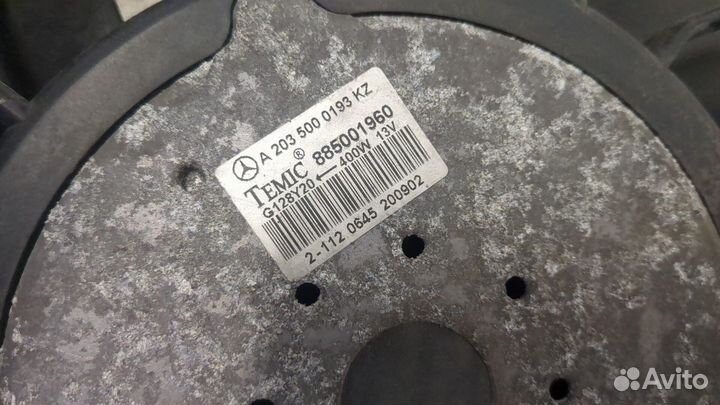 A 203 500 0193 KZ
TEMIC® 885001960
G128Y20 ← 400W 13V
2-112 0645 200902
Avito